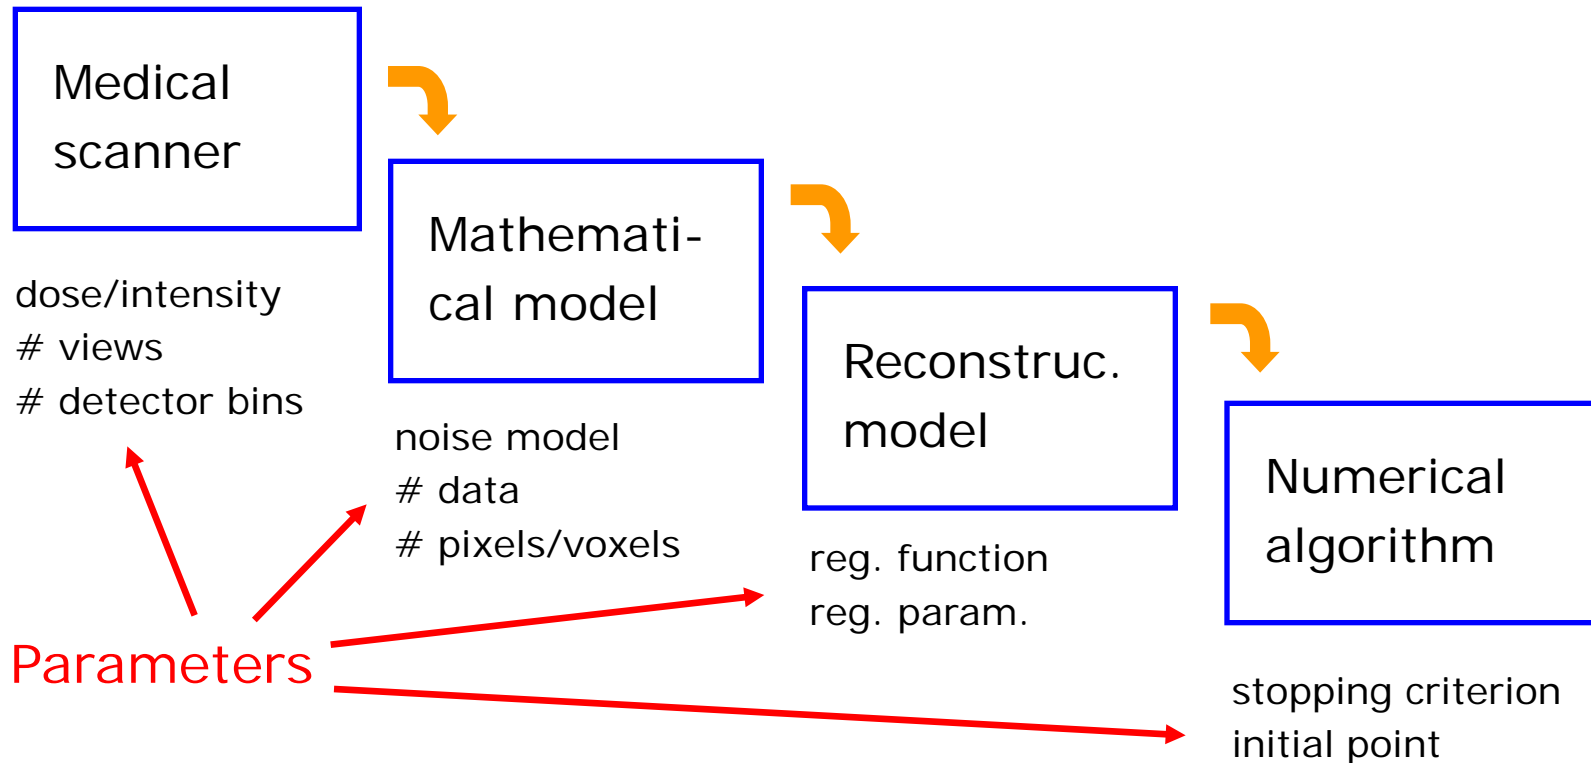 Medical
scanner
dose/intensity
# views
# detector bins
Mathemati-
cal model
noise model
# data
# pixels/voxels
Reconstruc.
model
reg. function
reg. param.
Numerical
algorithm
stopping criterion
initial point
Parameters